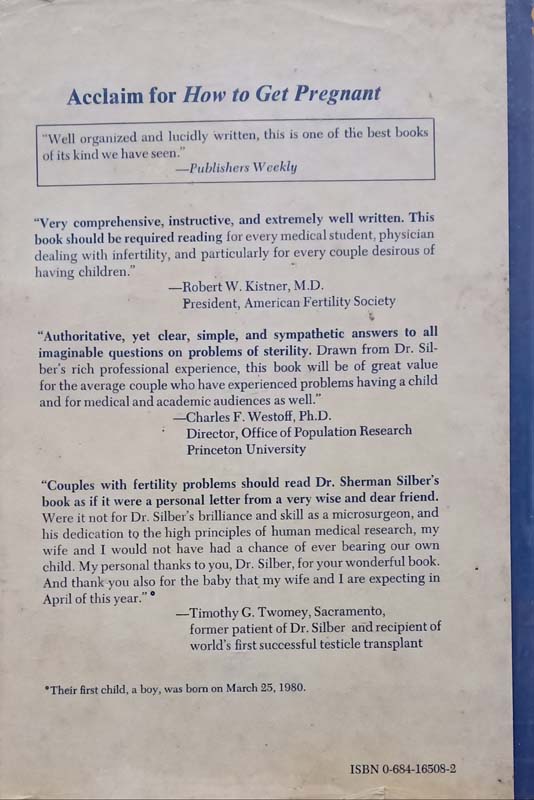 Acclaim for How to Get Pregnant
"Well organized and lucidly written, this is one of the best books
of its kind we have seen."
—Publishers Weekly
"Very comprehensive, instructive, and extremely well written. This
book should be required reading for every medical student, physician
dealing with infertility, and particularly for every couple desirous of
having children."
—Robert W. Kistner, M.D.
President, American Fertility Society
"Authoritative, yet clear, simple, and sympathetic answers to all
imaginable questions on problems of sterility. Drawn from Dr. Sil-
ber's rich professional experience, this book will be of great value
for the average couple who have experienced problems having a child
and for medical and academic audiences as well."
—Charles F. Westoff, Ph.D.
Director, Office of Population Research
Princeton University
"Couples with fertility problems should read Dr. Sherman Silber's
book as if it were a personal letter from a very wise and dear friend.
Were it not for Dr. Silber's brilliance and skill as a microsurgeon, and
his dedication to the high principles of human medical research, my
wife and I would not have had a chance of ever bearing our own
child. My personal thanks to you, Dr. Silber, for your wonderful book.
And thank you also for the baby that my wife and I are expecting in
April of this year."*
—Timothy G. Twomey, Sacramento,
former patient of Dr. Silber and recipient of
world's first successful testicle transplant
*Their first child, a boy, was born on March 25, 1980.
ISBN 0-684-16508-2